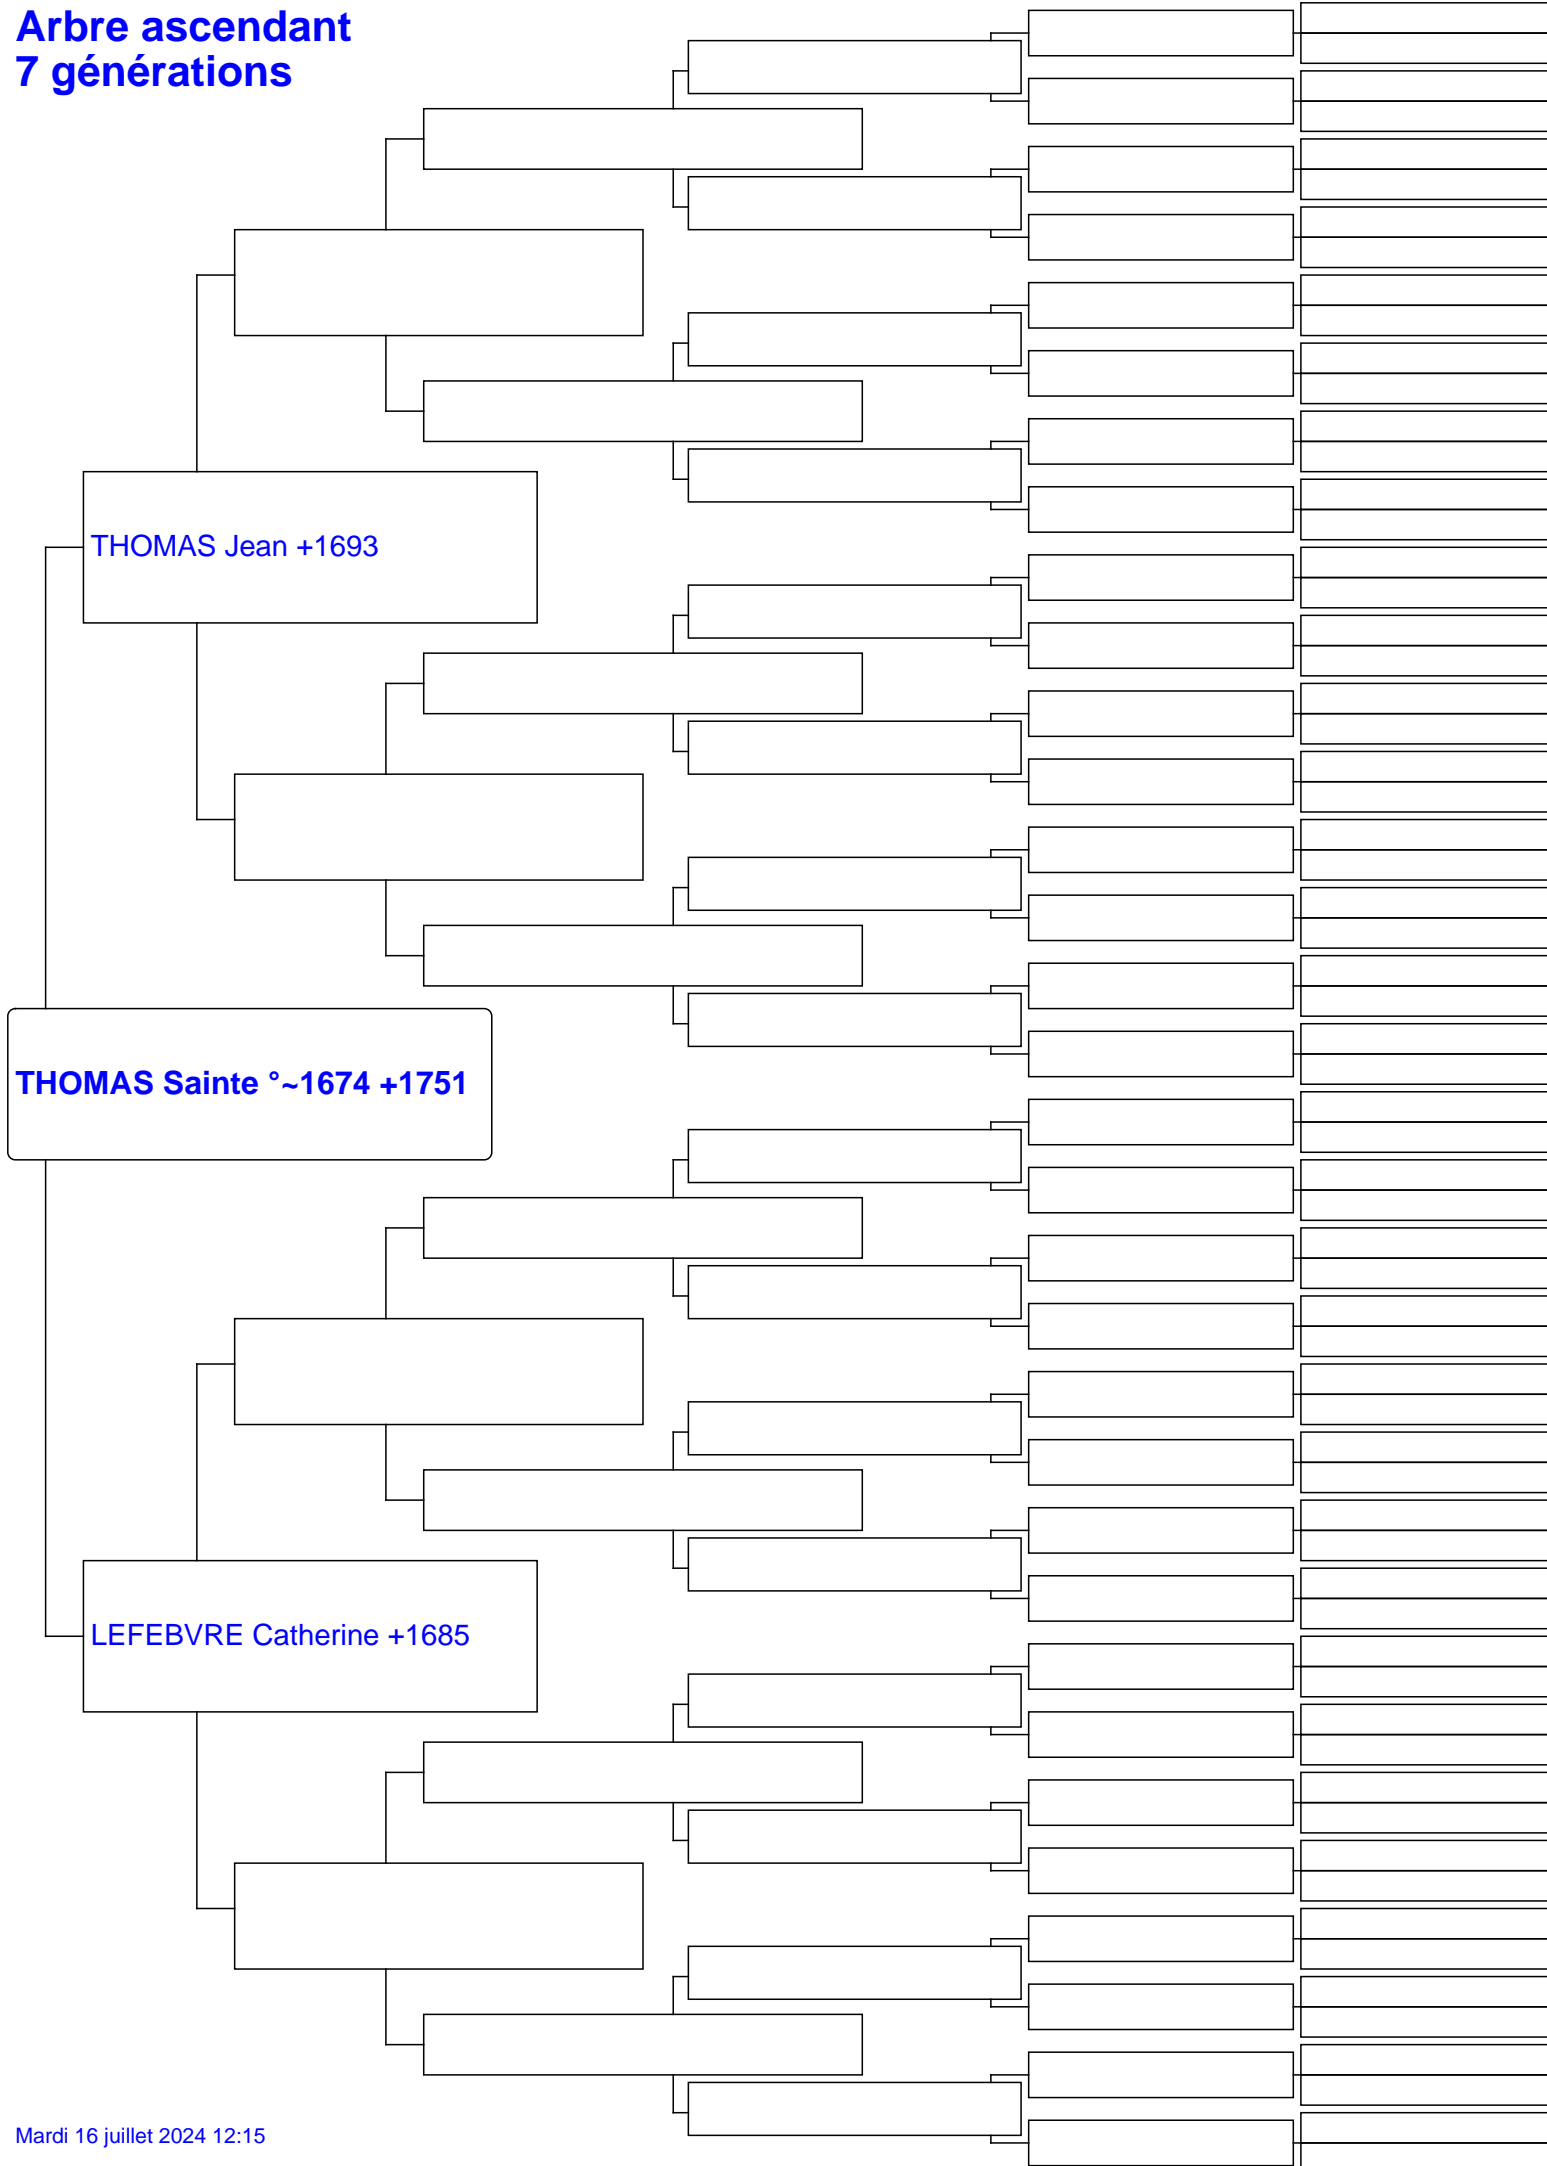 Arbre ascendant
7 générations
THOMAS Jean +1693
THOMAS Sainte °~1674 +1751
LEFEBVRE Catherine +1685
Mardi 16 juillet 2024 12:15